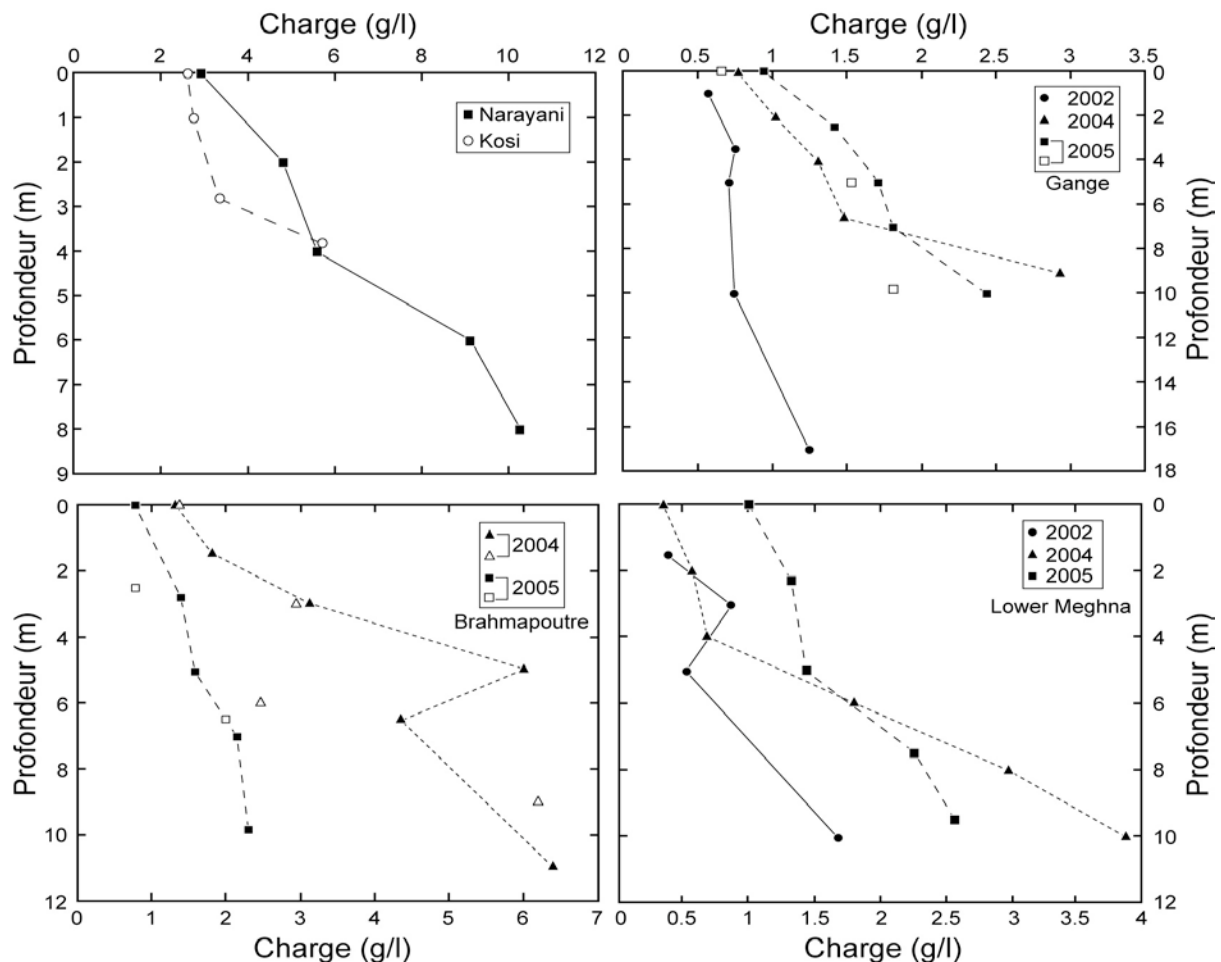 Charge (g/l)
0 2 4 6 8 10 12
Profondeur (m)
0
1
2
3
4
5
6
7
8
9
Narayani
Kosi
Charge (g/l)
0 0.5 1 1.5 2 2.5 3 3.5
0
2
4
6
8
10
12
14
16
18
Profondeur (m)
2002
2004
2005
Gange
Profondeur (m)
0
2
4
6
8
10
12
2004
2005
Brahmapoutre
1 2 3 4 5 6 7
Charge (g/l)
2002
2004
2005
Lower Meghna
0
2
4
6
8
10
12
Profondeur (m)
0 0.5 1 1.5 2 2.5 3 3.5 4
Charge (g/l)